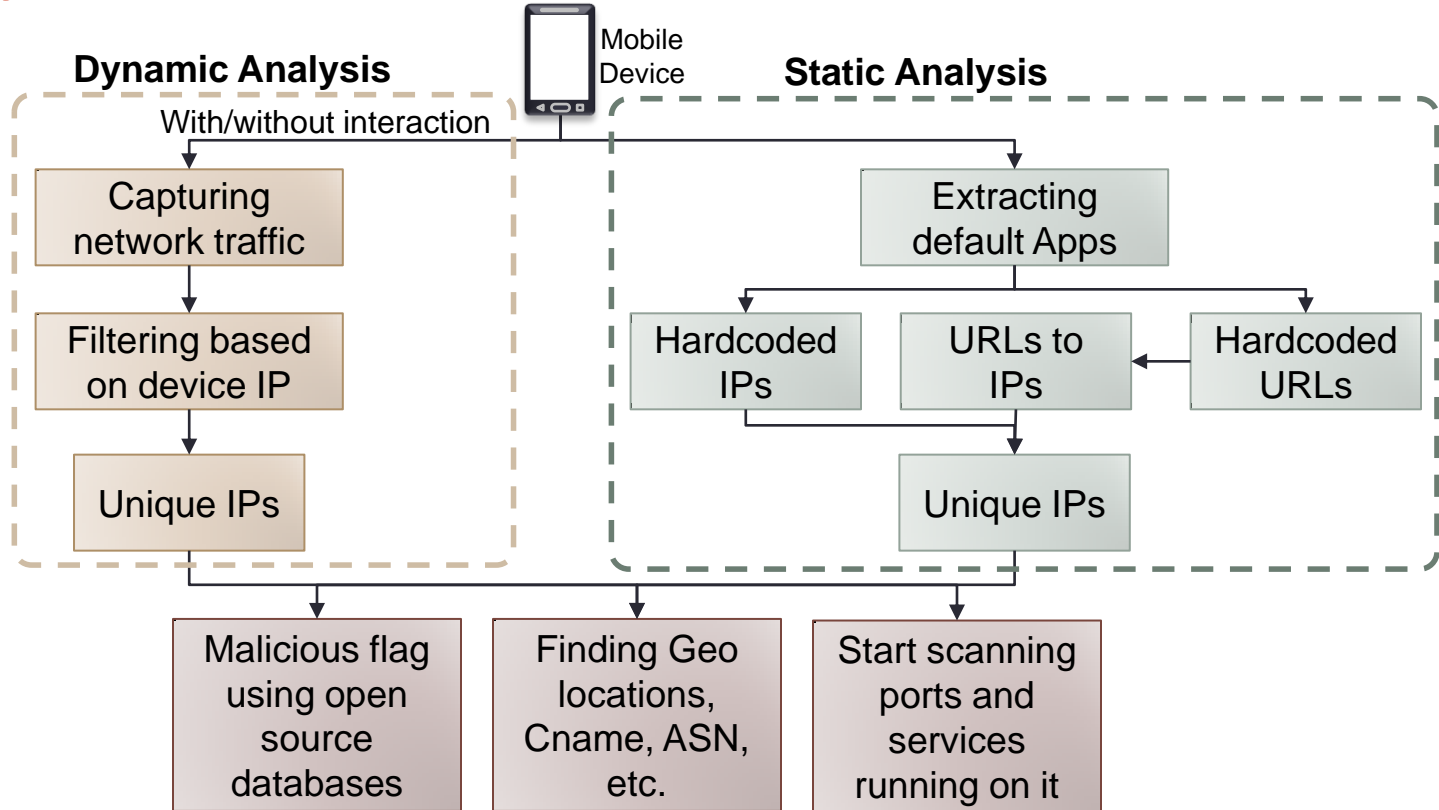 Mobile
Device
Dynamic Analysis
Static Analysis
With/without interaction
Capturing
network traffic
Extracting
default Apps
Filtering based
on device IP
Hardcoded
IPs
URLs to
IPs
Hardcoded
URLs
Unique IPs
Unique IPs
Malicious flag
using open
source
databases
Finding Geo
locations,
Cname, ASN,
etc.
Start scanning
ports and
services
running on it